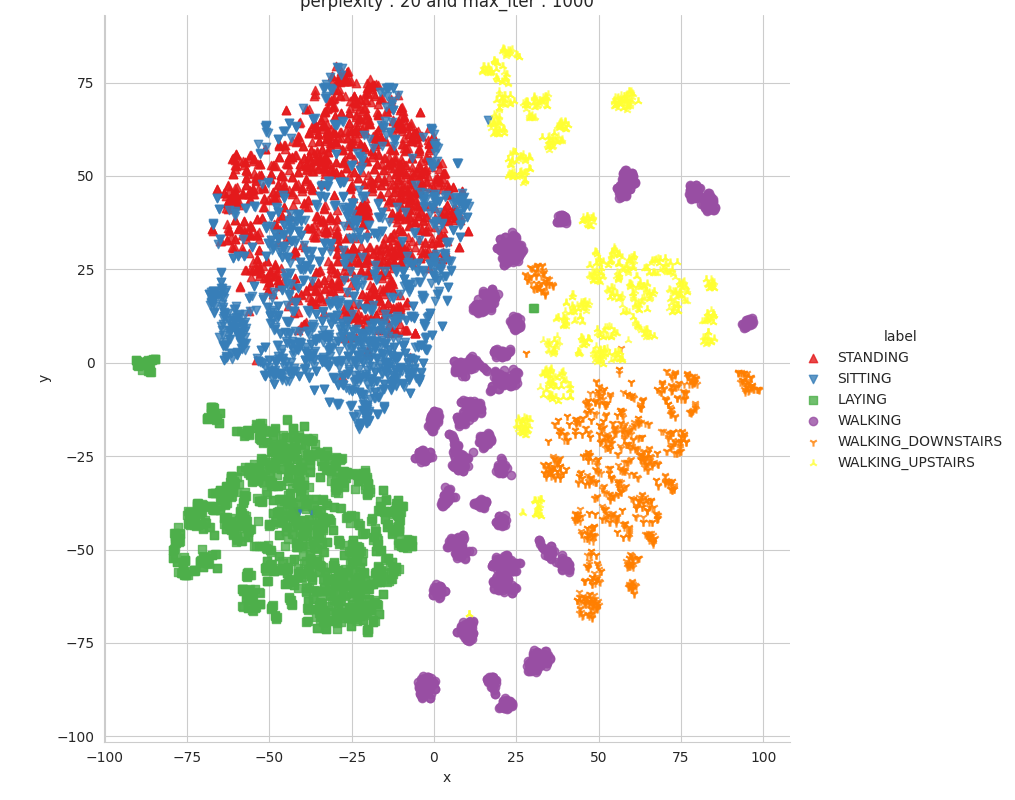 perplexity : 20 and max_iter : 1000
75
50
25
0
−25
−50
−75
−100
y
−100 −75 −50 −25 0 25 50 75 100
x
label
STANDING
SITTING
LAYING
WALKING
WALKING_DOWNSTAIRS
WALKING_UPSTAIRS